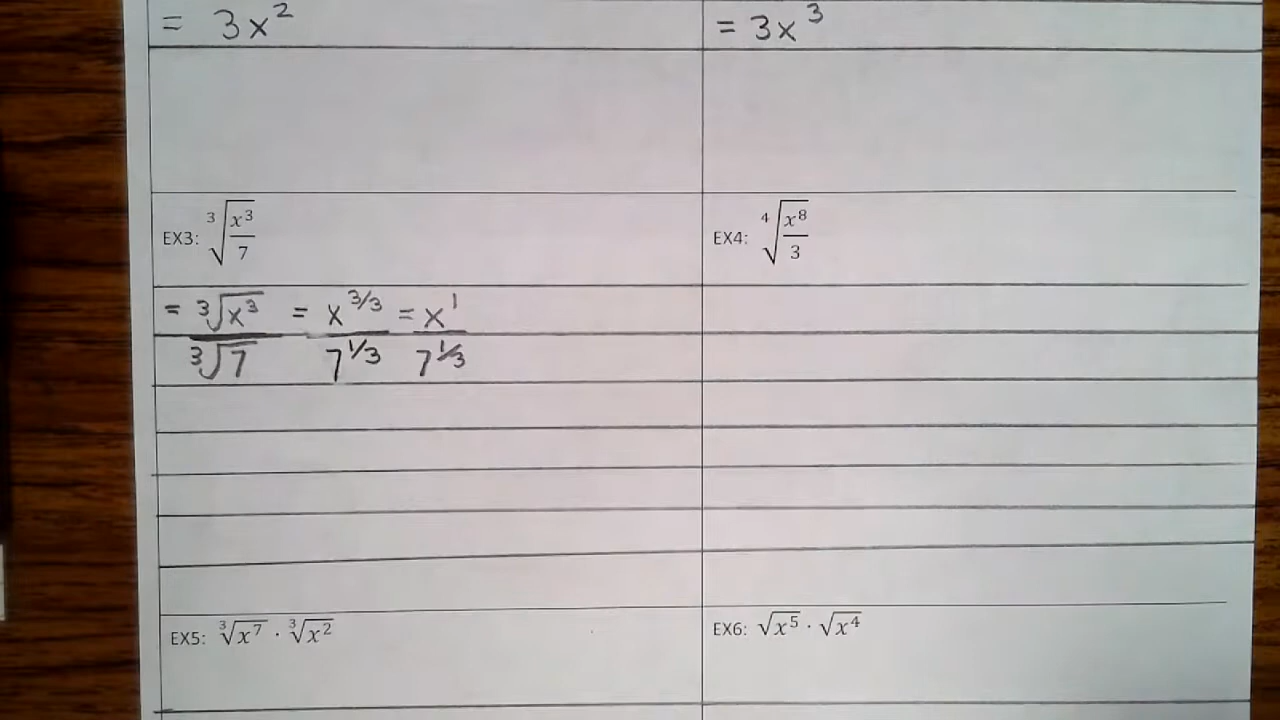 = 3x²
= 3x³
EX3: ∛(x³/7)
EX4: ∜(x⁸/3)
= ∛x³/∛7 = x^(3/3)/7^(1/3) = x¹/7^(1/3)
EX5: ∛x⁷ · ∛x²
EX6: √x⁵ · √x⁴